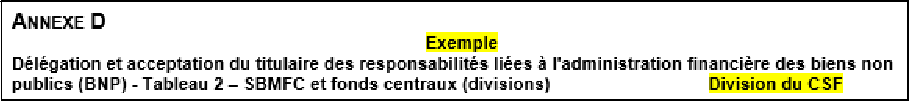 ANNEXE D
Exemple
Délégation et acceptation du titulaire des responsabilités liées à l'administration financière des biens non
publics (BNP) - Tableau 2 – SBMFC et fonds centraux (divisions) Division du CSF